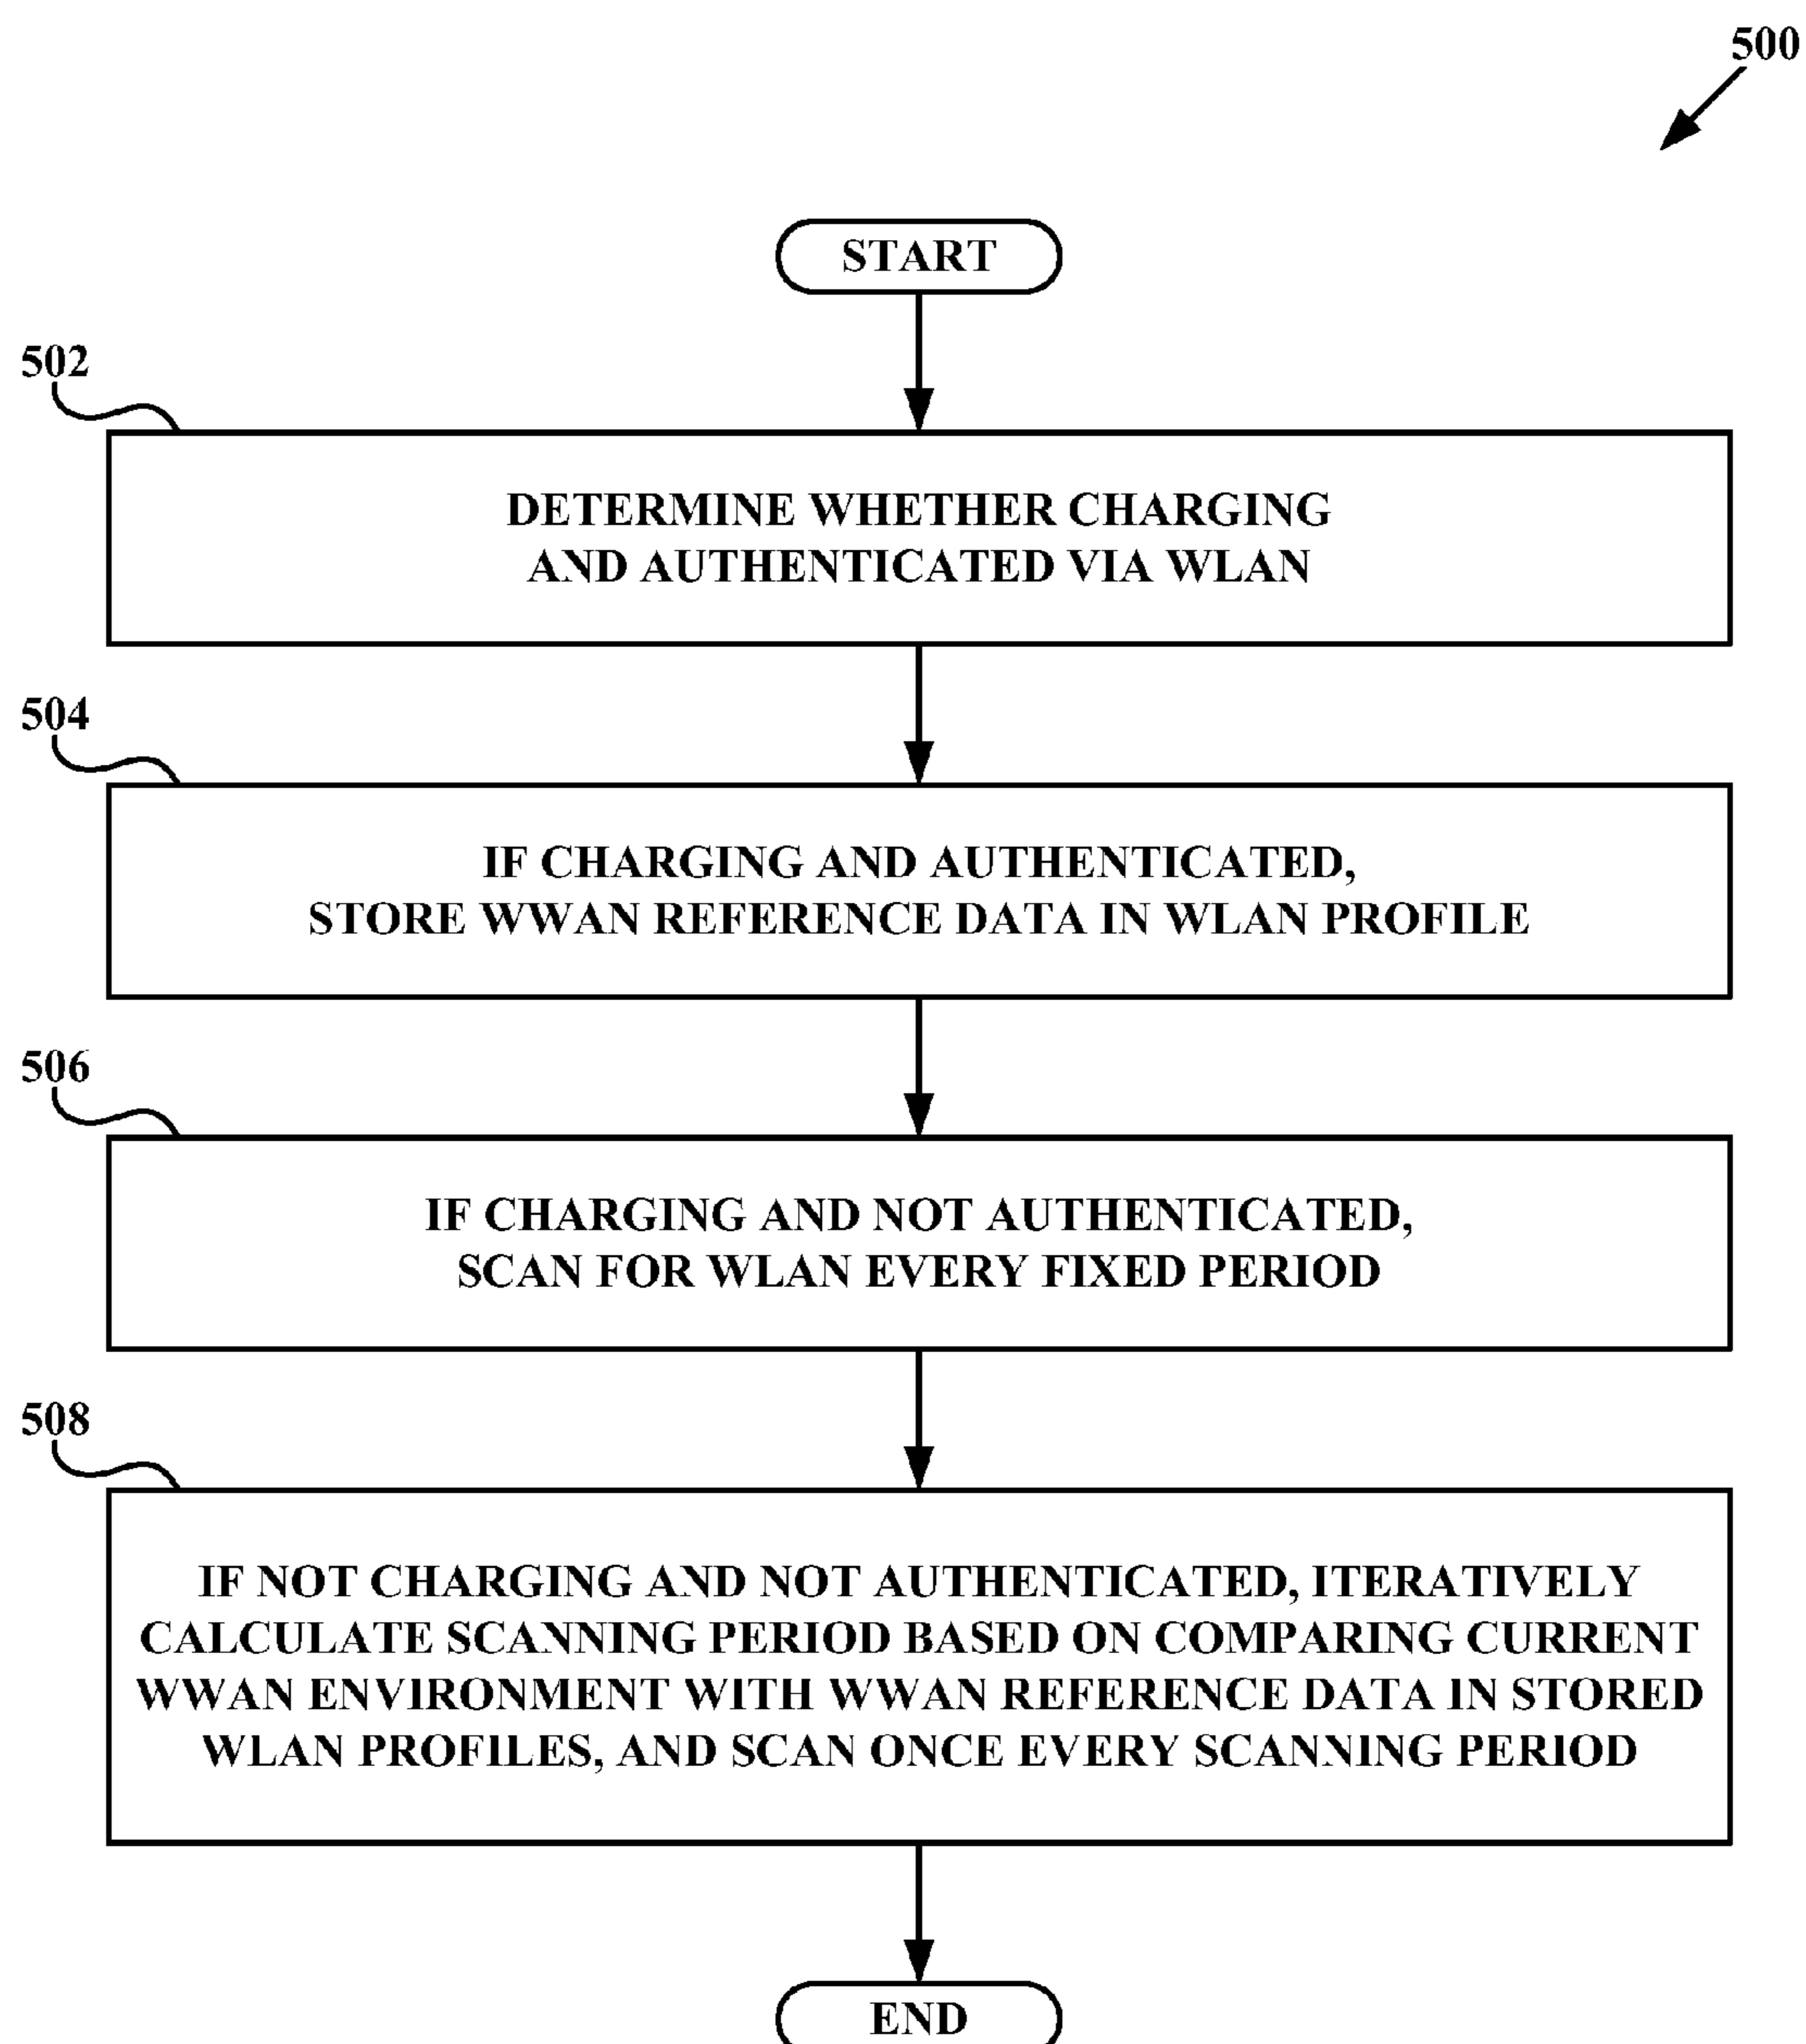 500
START
502
DETERMINE WHETHER CHARGING
AND AUTHENTICATED VIA WLAN
504
IF CHARGING AND AUTHENTICATED,
STORE WWAN REFERENCE DATA IN WLAN PROFILE
506
IF CHARGING AND NOT AUTHENTICATED,
SCAN FOR WLAN EVERY FIXED PERIOD
508
IF NOT CHARGING AND NOT AUTHENTICATED, ITERATIVELY
CALCULATE SCANNING PERIOD BASED ON COMPARING CURRENT
WWAN ENVIRONMENT WITH WWAN REFERENCE DATA IN STORED
WLAN PROFILES, AND SCAN ONCE EVERY SCANNING PERIOD
END